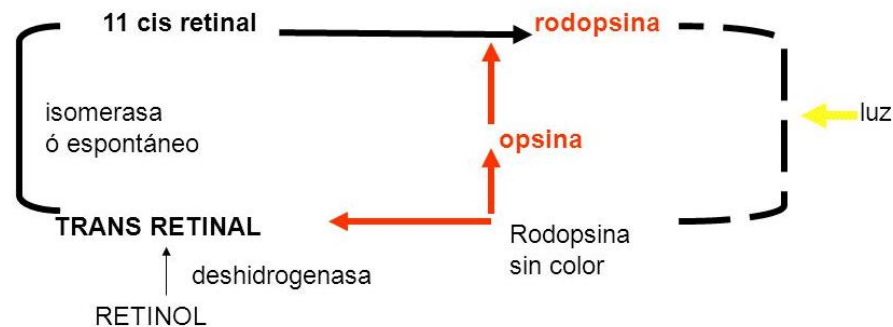 11 cis retinal
rodopsina
isomerasa
ó espontáneo
luz
opsina
TRANS RETINAL
Rodopsina
sin color
deshidrogenasa
RETINOL